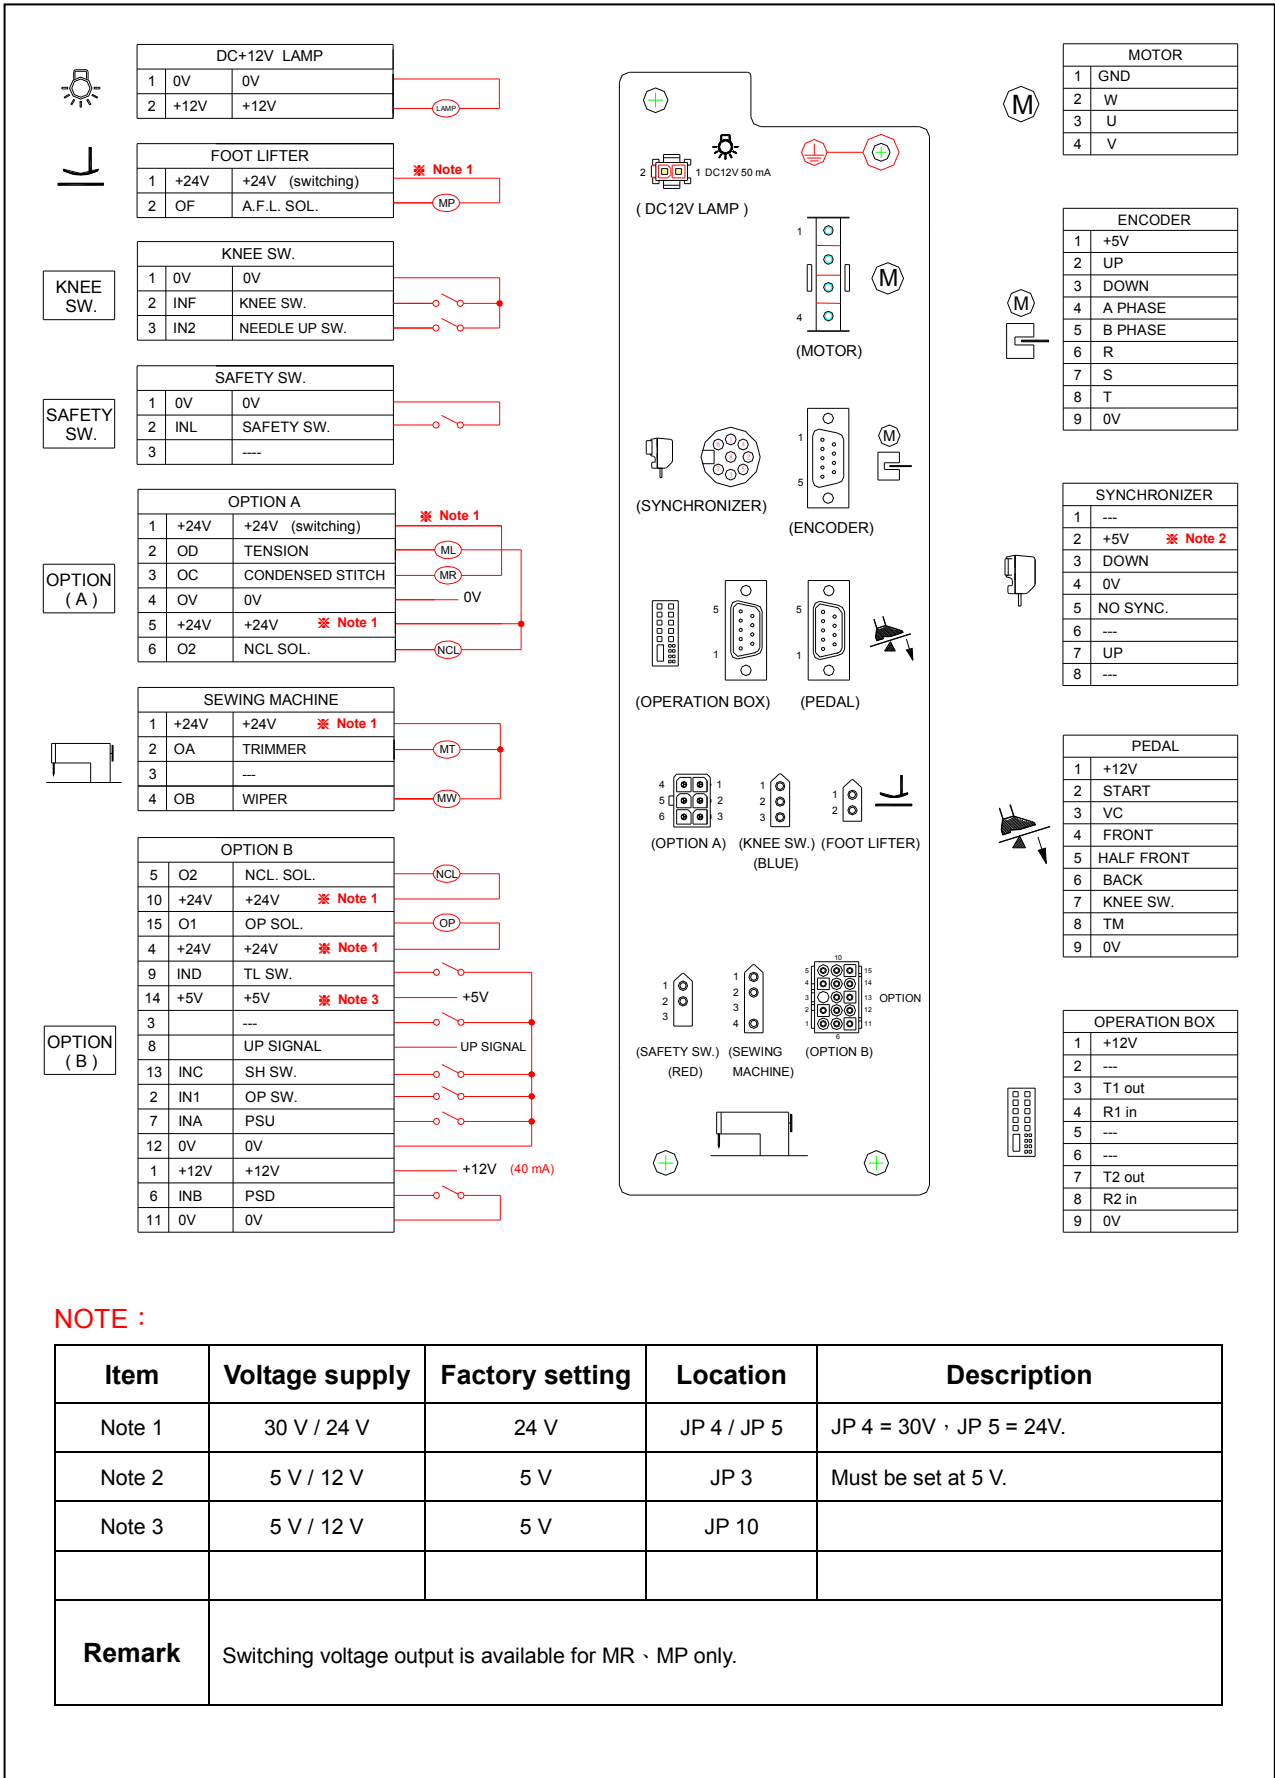 DC+12V LAMP
1 0V 0V
2 +12V +12V
LAMP
FOOT LIFTER
1 +24V +24V (switching) ※ Note 1
2 OF A.F.L. SOL. MP
KNEE SW.
KNEE SW.
1 0V 0V
2 INF KNEE SW.
3 IN2 NEEDLE UP SW.
SAFETY SW.
SAFETY SW.
1 0V 0V
2 INL SAFETY SW.
3 ----
OPTION ( A )
OPTION A
1 +24V +24V (switching) ※ Note 1
2 OD TENSION ML
3 OC CONDENSED STITCH MR
4 OV 0V 0V
5 +24V +24V ※ Note 1
6 O2 NCL SOL. NCL
SEWING MACHINE
1 +24V +24V ※ Note 1
2 OA TRIMMER MT
3 ---
4 OB WIPER MW
OPTION ( B )
OPTION B
5 O2 NCL. SOL. NCL
10 +24V +24V ※ Note 1
15 O1 OP SOL. OP
4 +24V +24V ※ Note 1
9 IND TL SW.
14 +5V +5V ※ Note 3 +5V
3 ---
8 UP SIGNAL UP SIGNAL
13 INC SH SW.
2 IN1 OP SW.
7 INA PSU
12 0V 0V
1 +12V +12V +12V (40 mA)
6 INB PSD
11 0V 0V
2 1 DC12V 50 mA
( DC12V LAMP )
1
4
M
(MOTOR)
1
5
M
(SYNCHRONIZER)
(ENCODER)
5
1
5
1
(OPERATION BOX) (PEDAL)
4 1
5 2
6 3
1
2
3
1
2
(OPTION A) (KNEE SW.) (FOOT LIFTER)
(BLUE)
1
2
3
1
2
3
4
10
5 15
4 14
3 13 OPTION
2 12
1 11
6
(SAFETY SW.) (SEWING (OPTION B)
(RED) MACHINE)
M
MOTOR
1 GND
2 W
3 U
4 V
M
ENCODER
1 +5V
2 UP
3 DOWN
4 A PHASE
5 B PHASE
6 R
7 S
8 T
9 0V
SYNCHRONIZER
1 ---
2 +5V ※ Note 2
3 DOWN
4 0V
5 NO SYNC.
6 ---
7 UP
8 ---
PEDAL
1 +12V
2 START
3 VC
4 FRONT
5 HALF FRONT
6 BACK
7 KNEE SW.
8 TM
9 0V
OPERATION BOX
1 +12V
2 ---
3 T1 out
4 R1 in
5 ---
6 ---
7 T2 out
8 R2 in
9 0V
NOTE：
Item Voltage supply Factory setting Location Description
Note 1 30 V / 24 V 24 V JP 4 / JP 5 JP 4 = 30V，JP 5 = 24V.
Note 2 5 V / 12 V 5 V JP 3 Must be set at 5 V.
Note 3 5 V / 12 V 5 V JP 10
Remark Switching voltage output is available for MR、MP only.